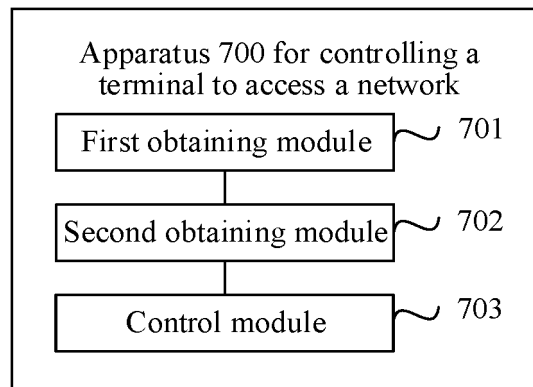 Apparatus 700 for controlling a
terminal to access a network
First obtaining module
701
Second obtaining module
702
Control module
703